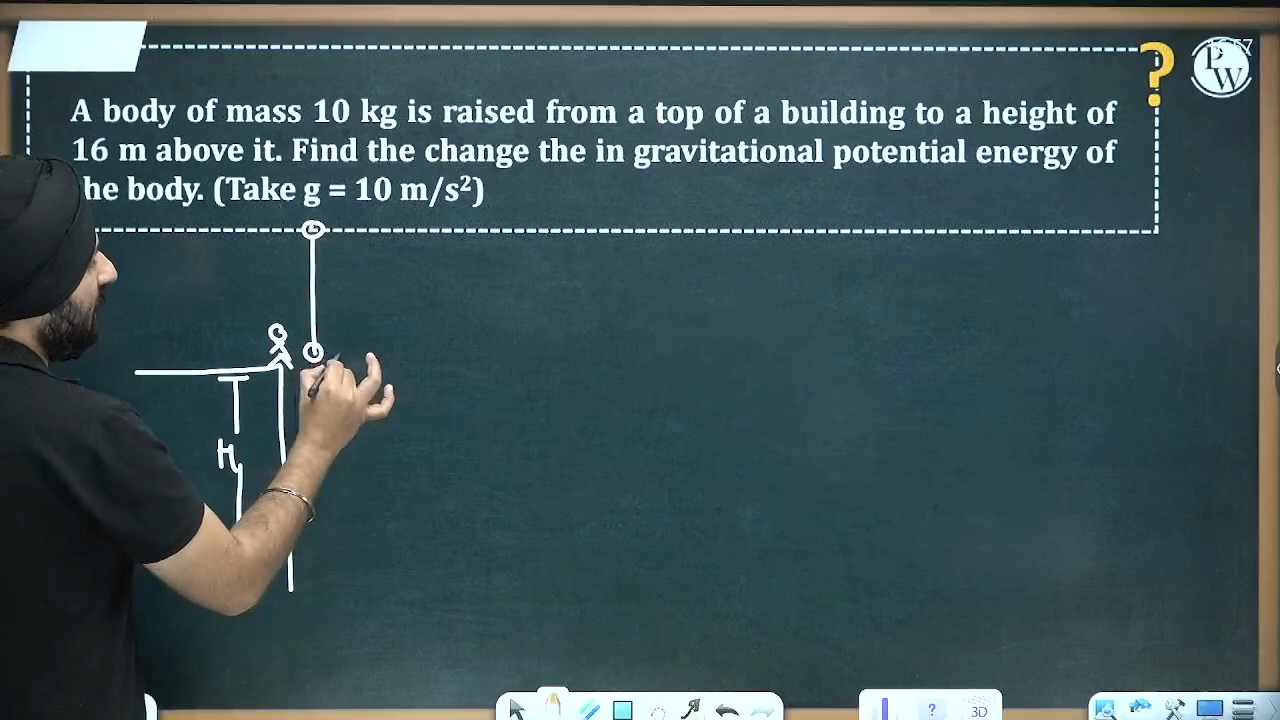 ?
P
W
A body of mass 10 kg is raised from a top of a building to a height of
16 m above it. Find the change the in gravitational potential energy of
he body. (Take g = 10 m/s²)
H
?
3D